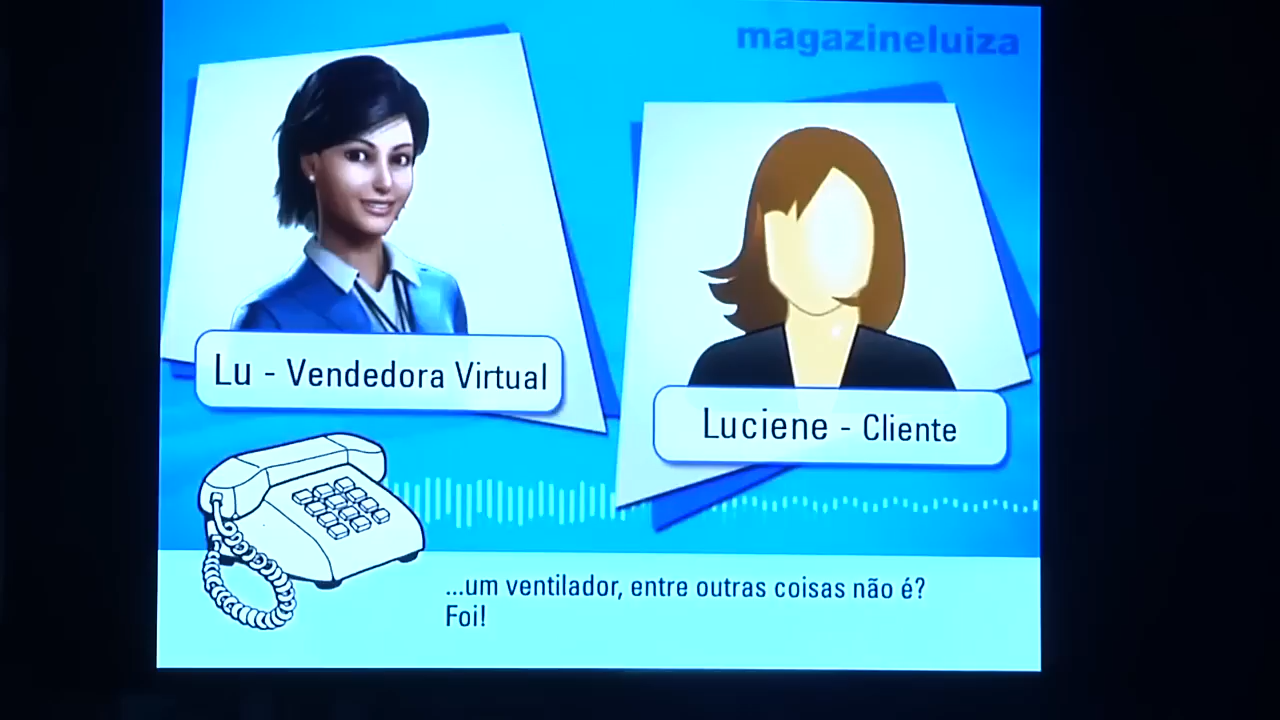 magazineluiza
Lu - Vendedora Virtual
Luciene - Cliente
...um ventilador, entre outras coisas não é?
Foi!